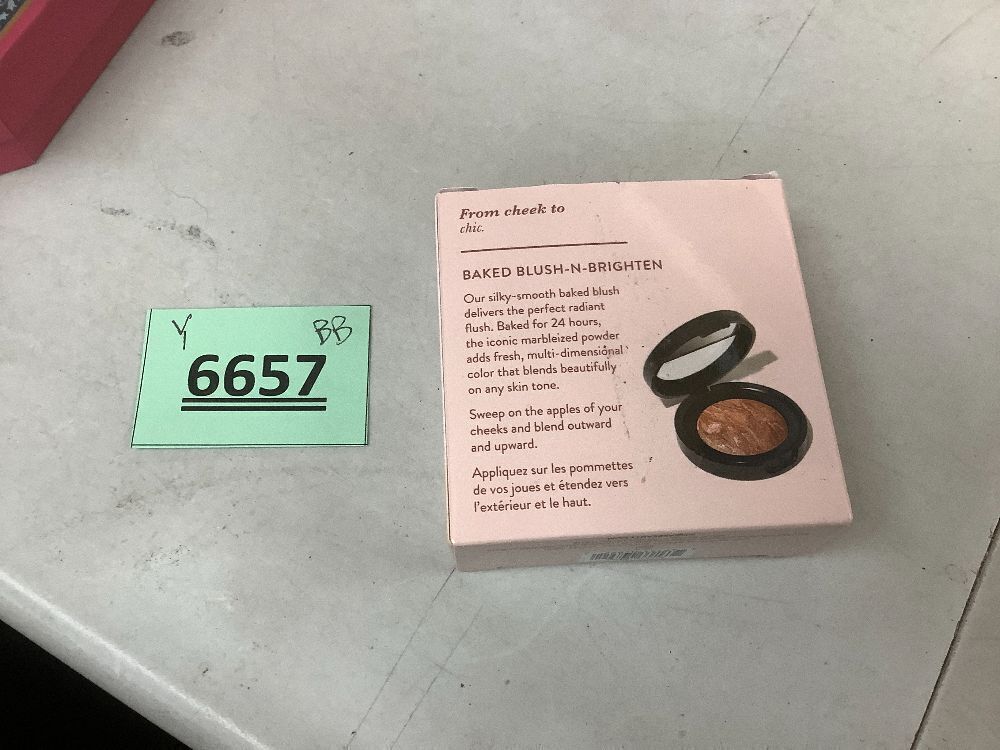 Y1 BB
6657
From cheek to
chic.
BAKED BLUSH-N-BRIGHTEN
Our silky-smooth baked blush
delivers the perfect radiant
flush. Baked for 24 hours,
the iconic marbleized powder
adds fresh, multi-dimensional
color that blends beautifully
on any skin tone.
Sweep on the apples of your
cheeks and blend outward
and upward.
Appliquez sur les pommettes
de vos joues et étendez vers
l'extérieur et le haut.